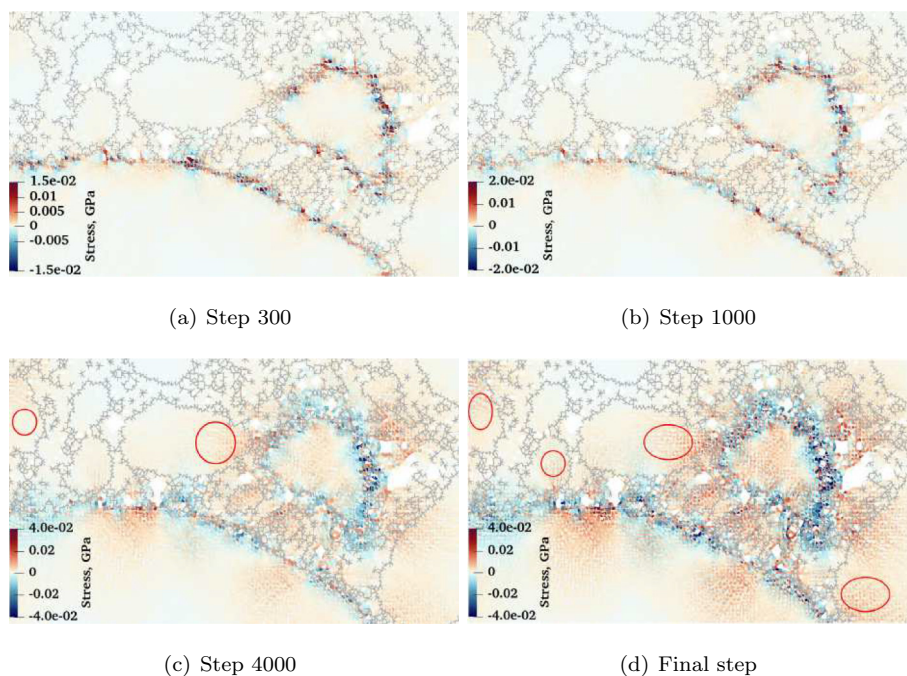 1.5e-02
0.01
0.005
0
-0.005
-1.5e-02
Stress, GPa
2.0e-02
0.01
0
-0.01
-2.0e-02
Stress, GPa
(a) Step 300
(b) Step 1000
4.0e-02
0.02
0
-0.02
-4.0e-02
Stress, GPa
4.0e-02
0.02
0
-0.02
-4.0e-02
Stress, GPa
(c) Step 4000
(d) Final step